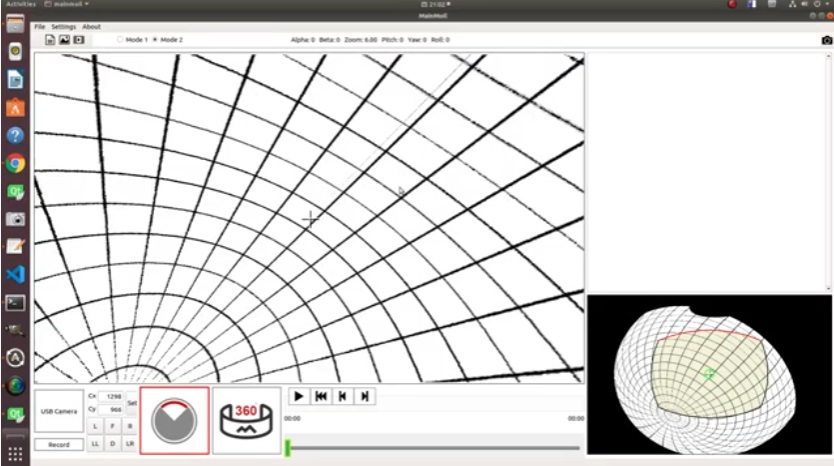 Activities mainmoil ▾ 21:02
MainMoil
File Settings About
Mode 1 Mode 2 Alpha: 0 Beta: 0 Zoom: 6.00 Pitch: 0 Yaw: 0 Roll: 0
USB Camera
Cx 1298 Set
Cy 966
L F R
Record LL D LR
360
00:00 00:00